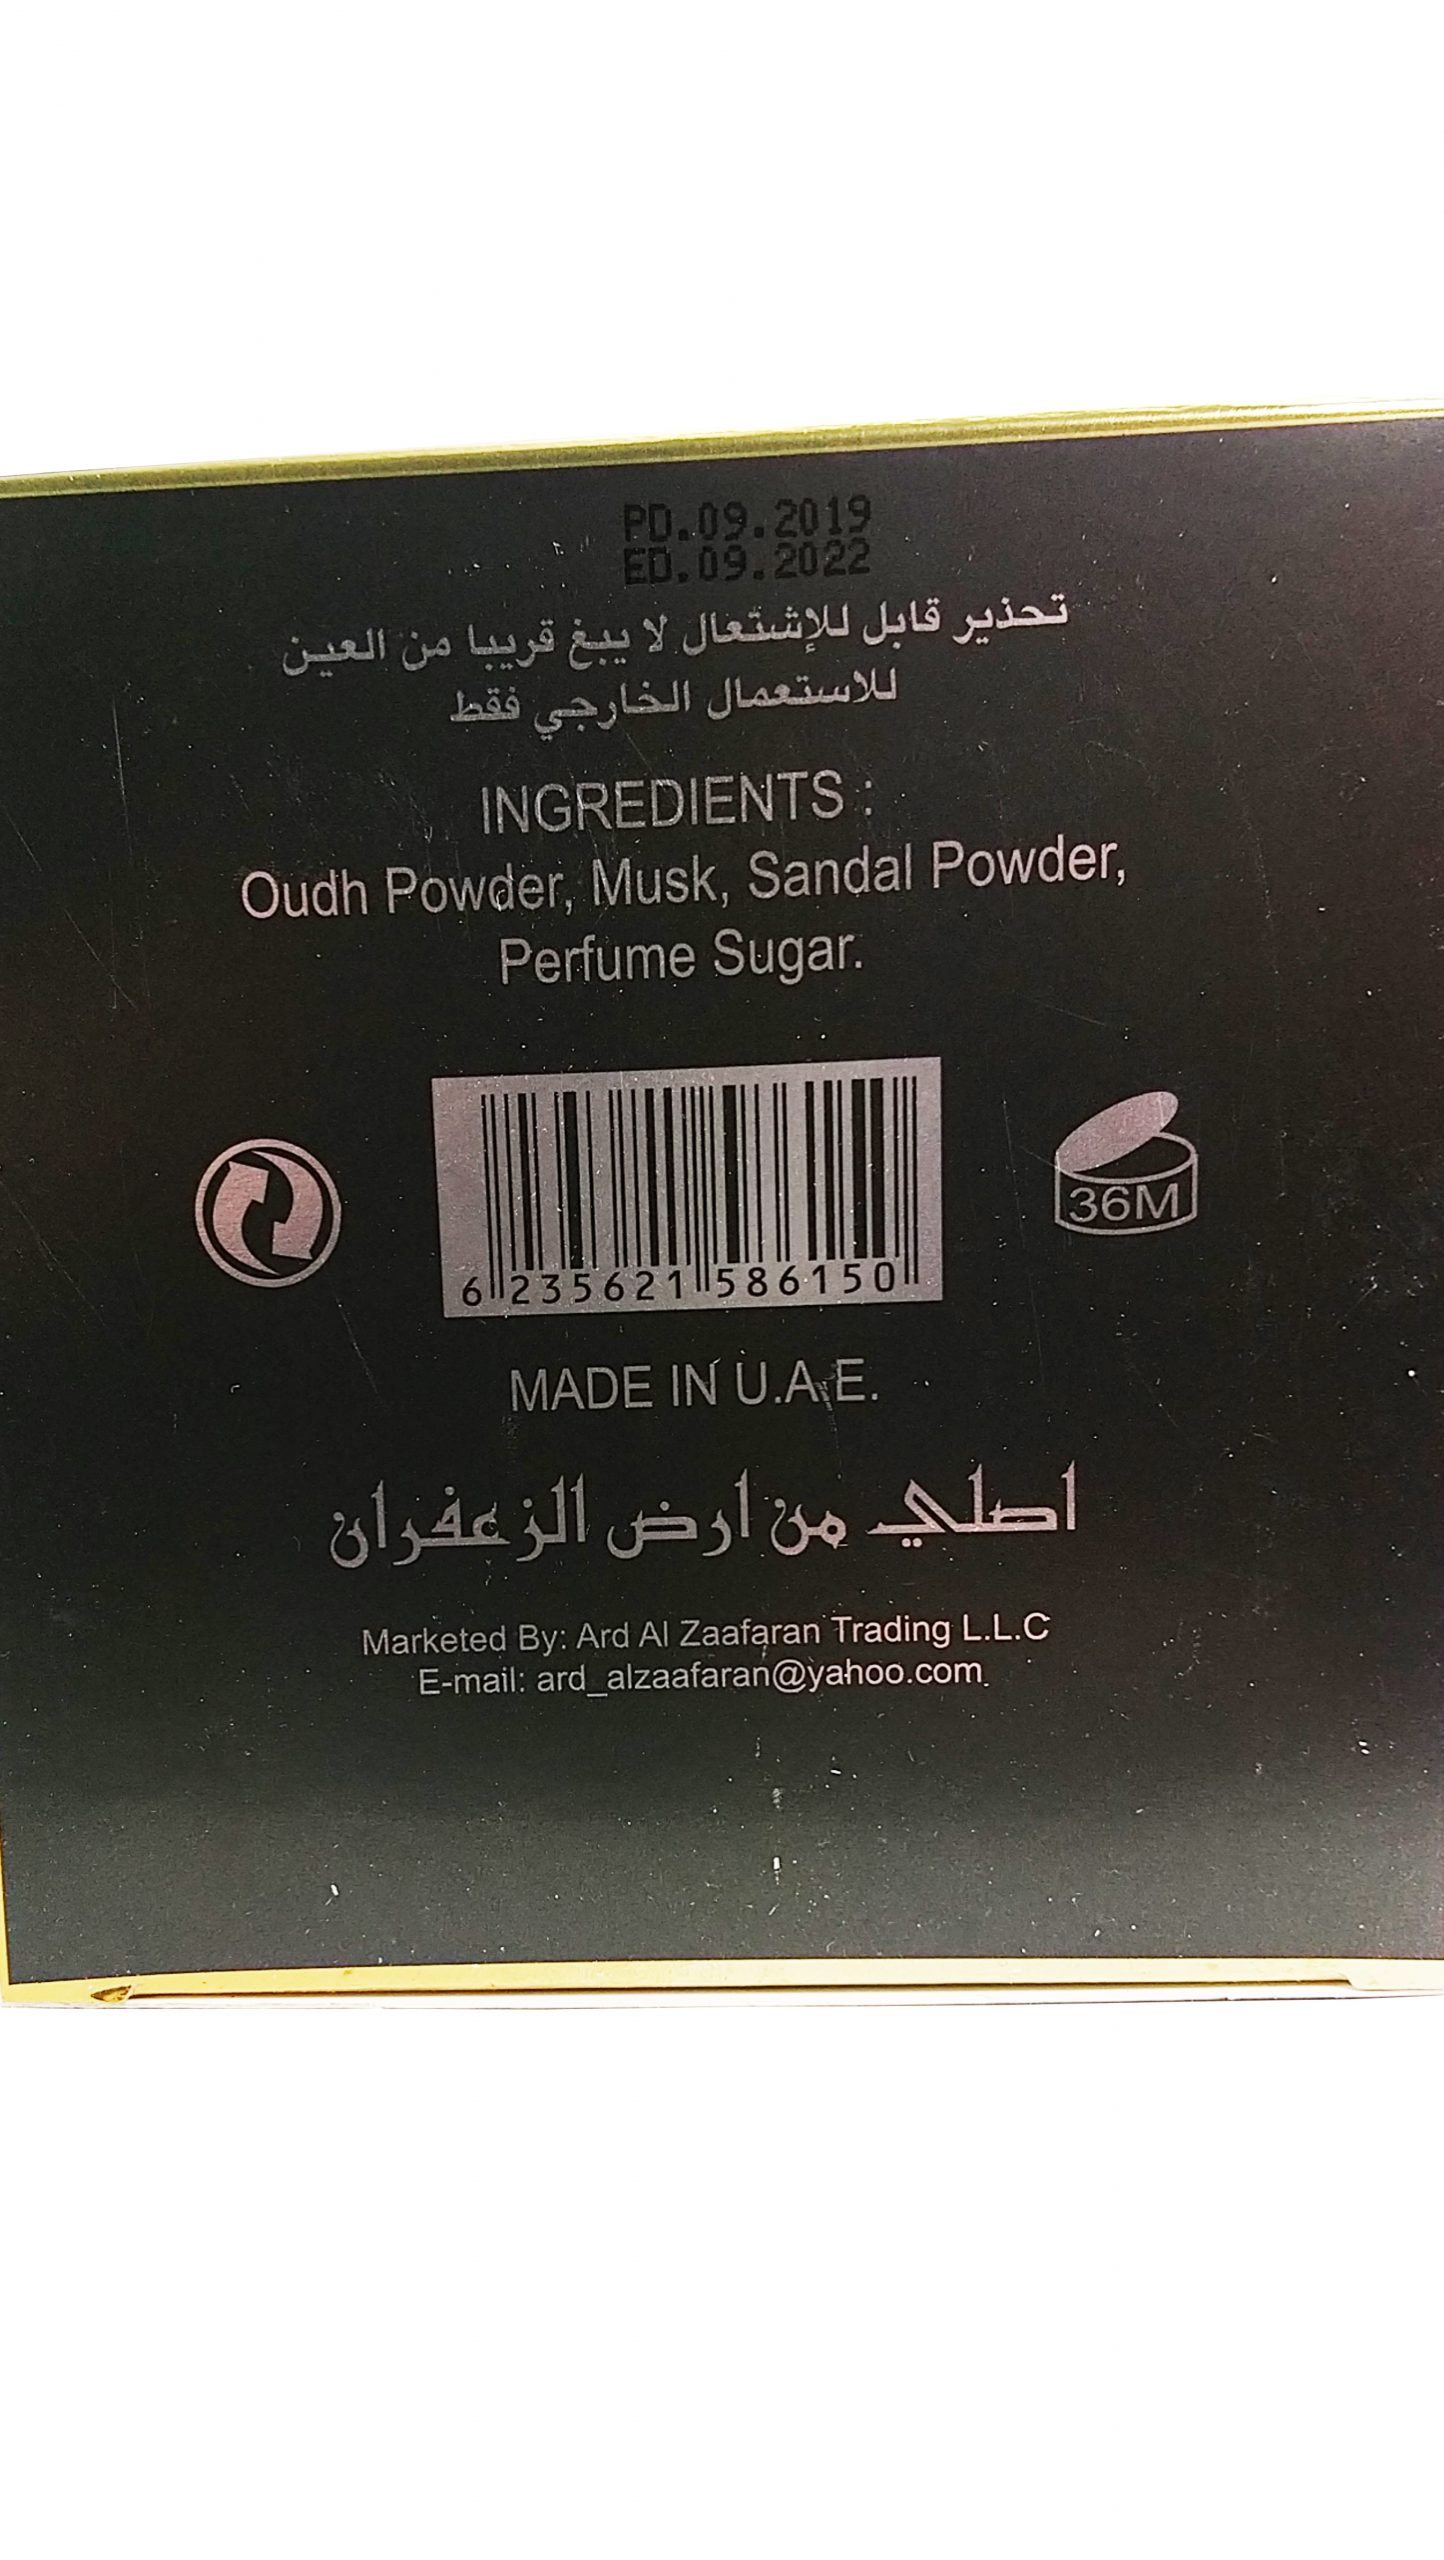 PD.09.2019
ED.09.2022
تحذير قابل للإشتعال لا يبغ قريبا من العين
للاستعمال الخارجي فقط
INGREDIENTS :
Oudh Powder, Musk, Sandal Powder,
Perfume Sugar.
36M
6 235621 586150
MADE IN U.A.E.
اصلي من ارض الزعفران
Marketed By: Ard Al Zaafaran Trading L.L.C
E-mail: ard_alzaafaran@yahoo.com.